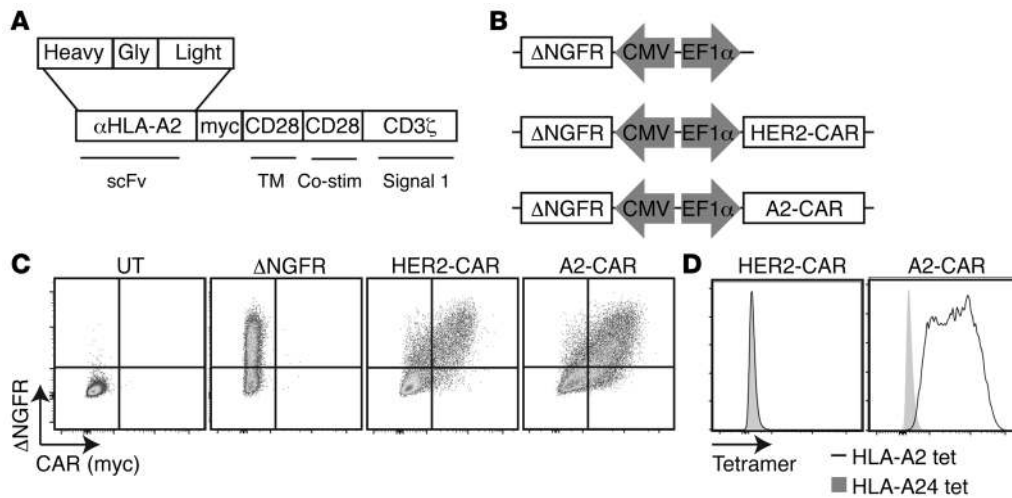 A
Heavy Gly Light
αHLA-A2 myc CD28 CD28 CD3ζ
scFv TM Co-stim Signal 1
B
ΔNGFR CMV EF1α
ΔNGFR CMV EF1α HER2-CAR
ΔNGFR CMV EF1α A2-CAR
C
UT ΔNGFR HER2-CAR A2-CAR
ΔNGFR
CAR (myc)
D
HER2-CAR A2-CAR
Tetramer
HLA-A2 tet
HLA-A24 tet